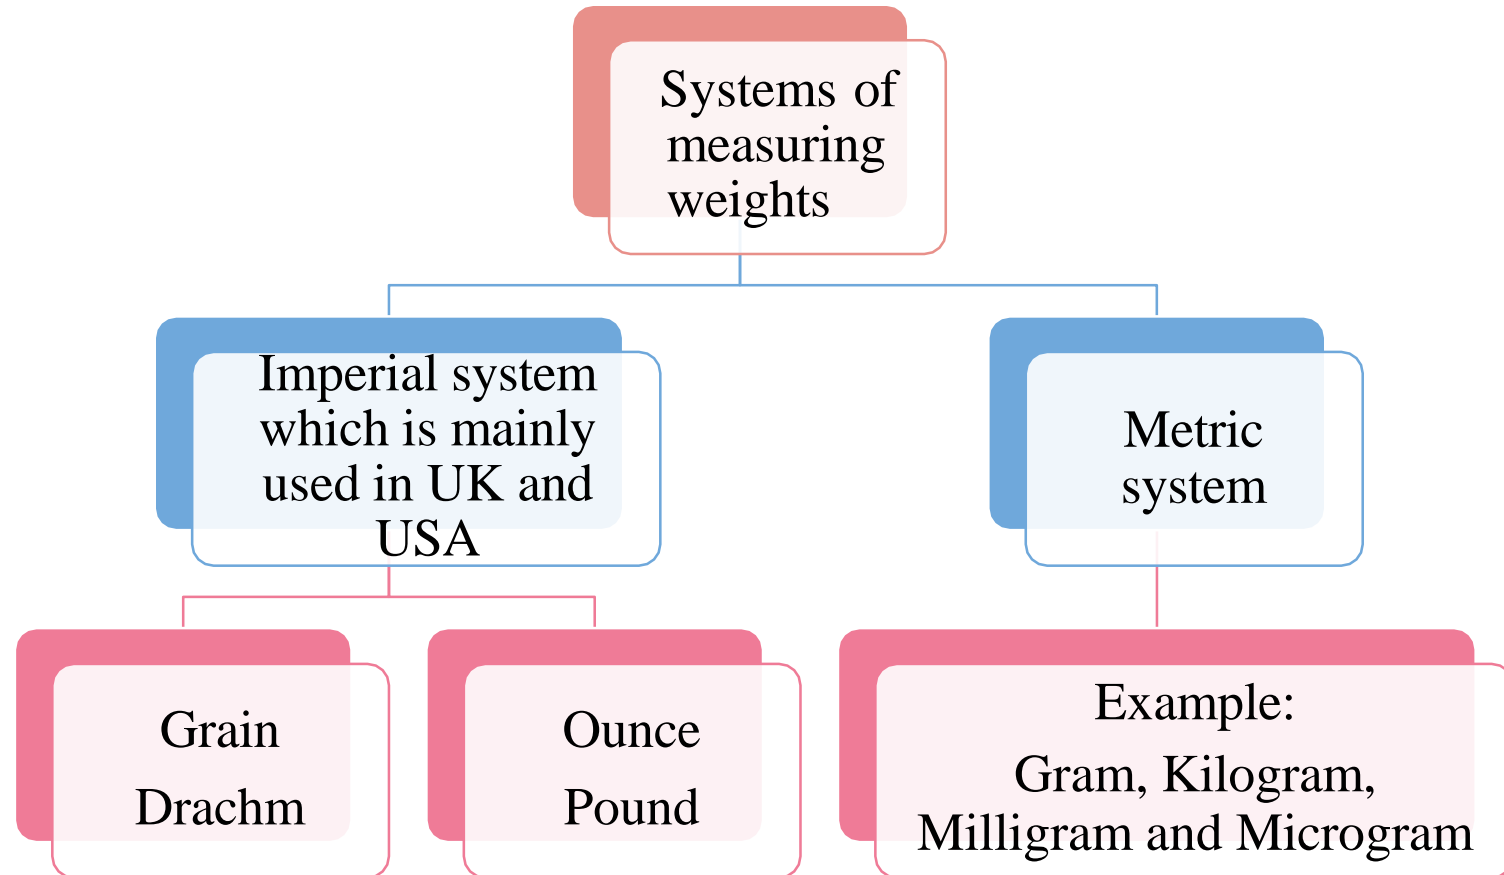 Systems of
measuring
weights
Imperial system
which is mainly
used in UK and
USA
Metric
system
Grain
Drachm
Ounce
Pound
Example:
Gram, Kilogram,
Milligram and Microgram